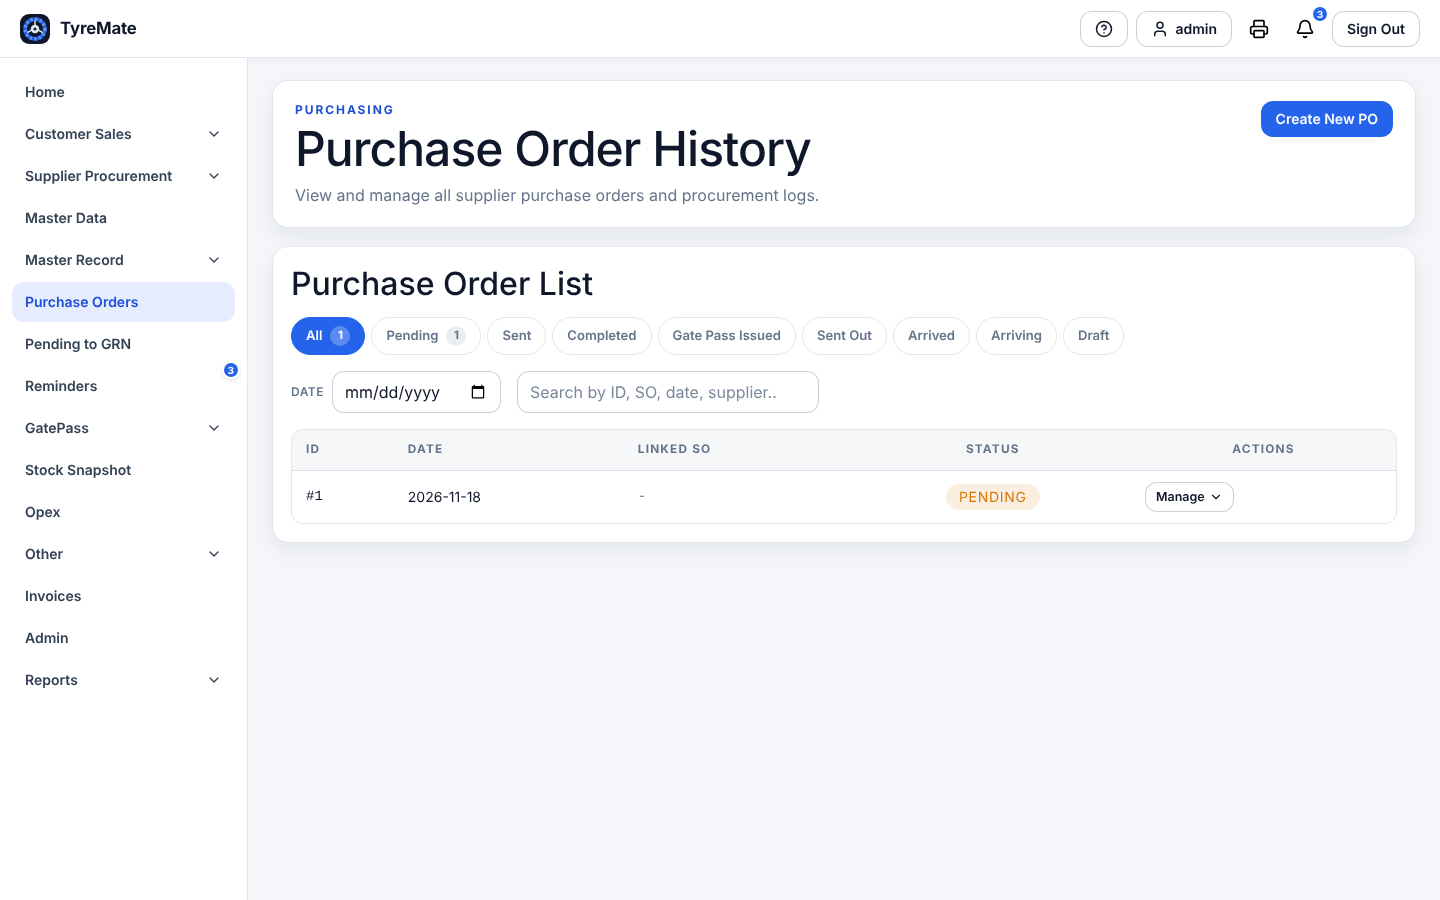 TyreMate
admin
3
Sign Out
Home
Customer Sales
Supplier Procurement
Master Data
Master Record
Purchase Orders
Pending to GRN
3
Reminders
GatePass
Stock Snapshot
Opex
Other
Invoices
Admin
Reports
PURCHASING
Purchase Order History
View and manage all supplier purchase orders and procurement logs.
Create New PO
Purchase Order List
All 1 Pending 1 Sent Completed Gate Pass Issued Sent Out Arrived Arriving Draft
DATE mm/dd/yyyy Search by ID, SO, date, supplier..
ID DATE LINKED SO STATUS ACTIONS
#1 2026-11-18 - PENDING Manage